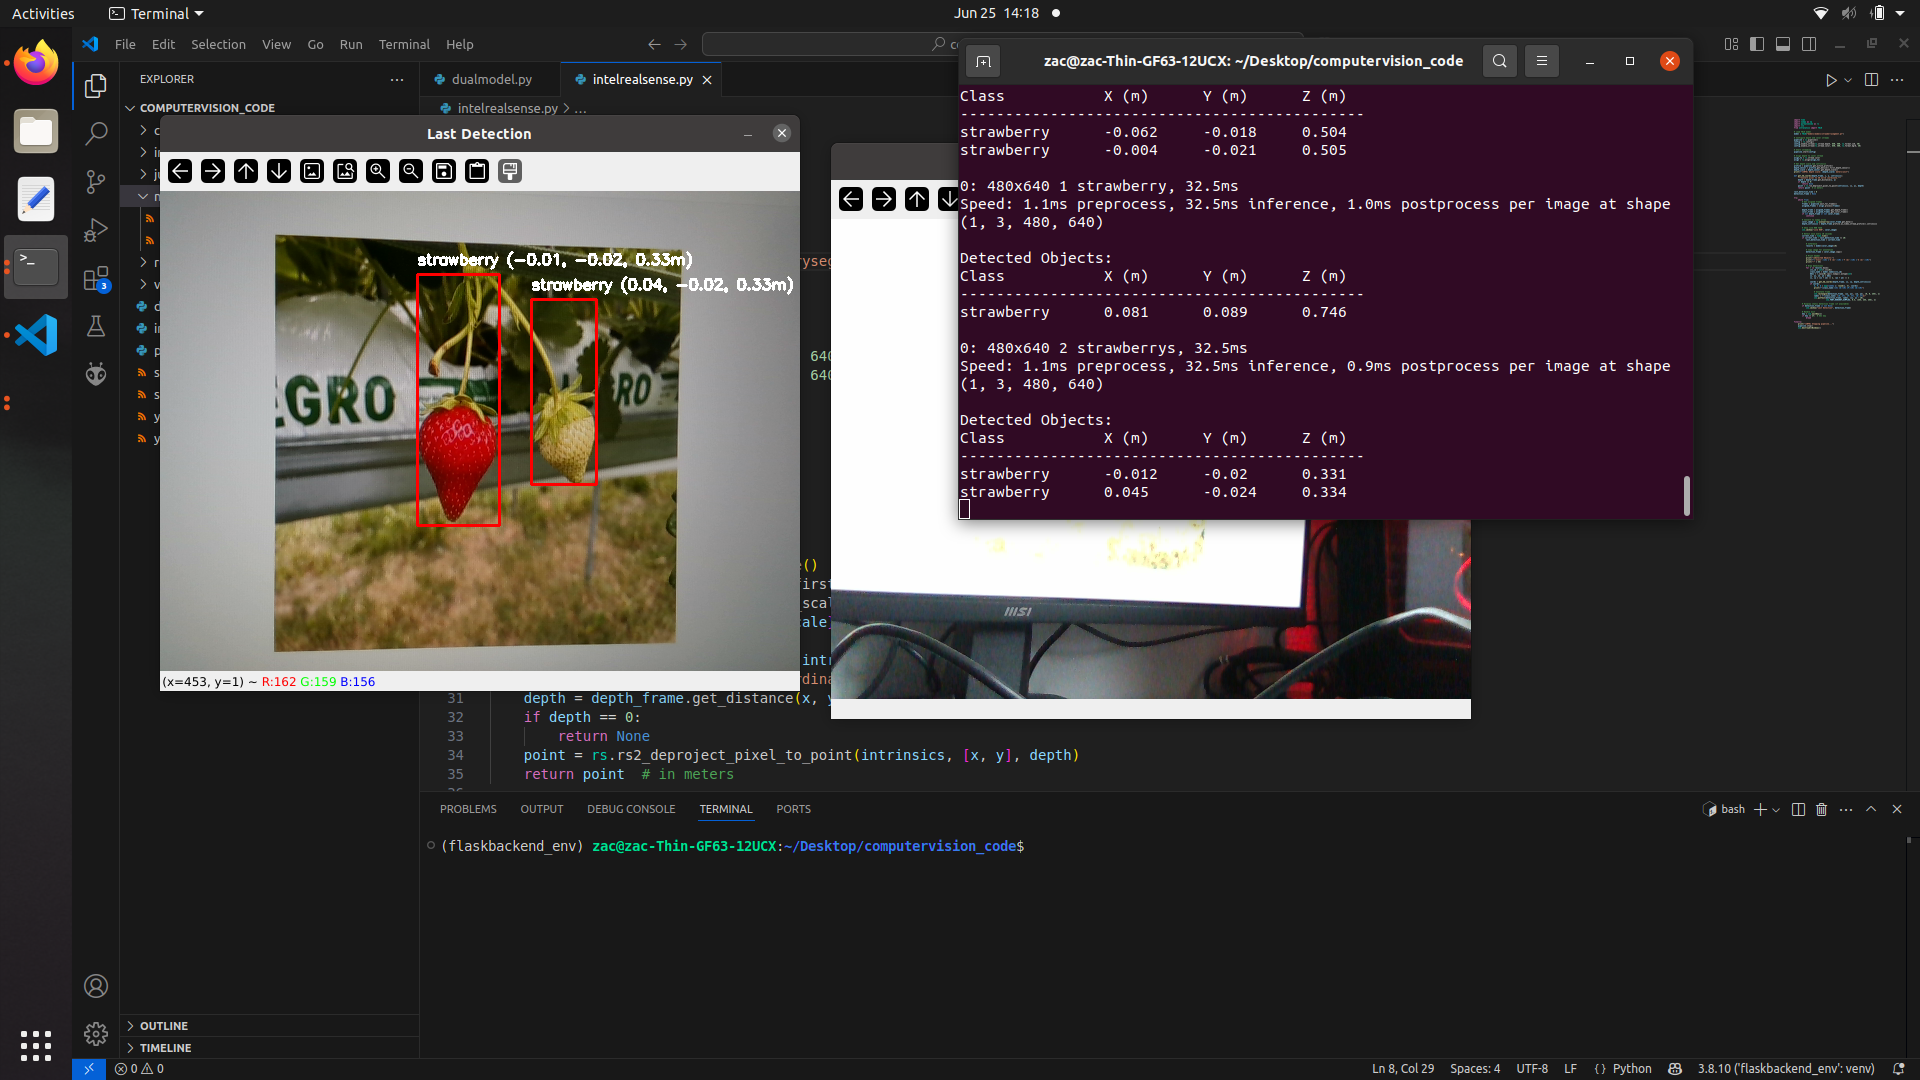 Activities
Terminal
Jun 25 14:18
File Edit Selection View Go Run Terminal Help
EXPLORER
COMPUTERVISION_CODE
dualmodel.py
intelrealsense.py
intelrealsense.py > ...
Last Detection
strawberry (-0.01, -0.02, 0.33m)
strawberry (0.04, -0.02, 0.33m)
EGRO
(x=453, y=1) ~ R:162 G:159 B:156
zac@zac-Thin-GF63-12UCX: ~/Desktop/computervision_code
Class X (m) Y (m) Z (m)
---------------------------------------------
strawberry -0.062 -0.018 0.504
strawberry -0.004 -0.021 0.505
0: 480x640 1 strawberry, 32.5ms
Speed: 1.1ms preprocess, 32.5ms inference, 1.0ms postprocess per image at shape
(1, 3, 480, 640)
Detected Objects:
Class X (m) Y (m) Z (m)
---------------------------------------------
strawberry 0.081 0.089 0.746
0: 480x640 2 strawberrys, 32.5ms
Speed: 1.1ms preprocess, 32.5ms inference, 0.9ms postprocess per image at shape
(1, 3, 480, 640)
Detected Objects:
Class X (m) Y (m) Z (m)
---------------------------------------------
strawberry -0.012 -0.02 0.331
strawberry 0.045 -0.024 0.334
msi
31 depth = depth_frame.get_distance(x, y
32 if depth == 0:
33 return None
34 point = rs.rs2_deproject_pixel_to_point(intrinsics, [x, y], depth)
35 return point # in meters
PROBLEMS OUTPUT DEBUG CONSOLE TERMINAL PORTS
bash
(flaskbackend_env) zac@zac-Thin-GF63-12UCX:~/Desktop/computervision_code$
3
OUTLINE
TIMELINE
0 0
Ln 8, Col 29 Spaces: 4 UTF-8 LF {} Python 3.8.10 ('flaskbackend_env': venv)